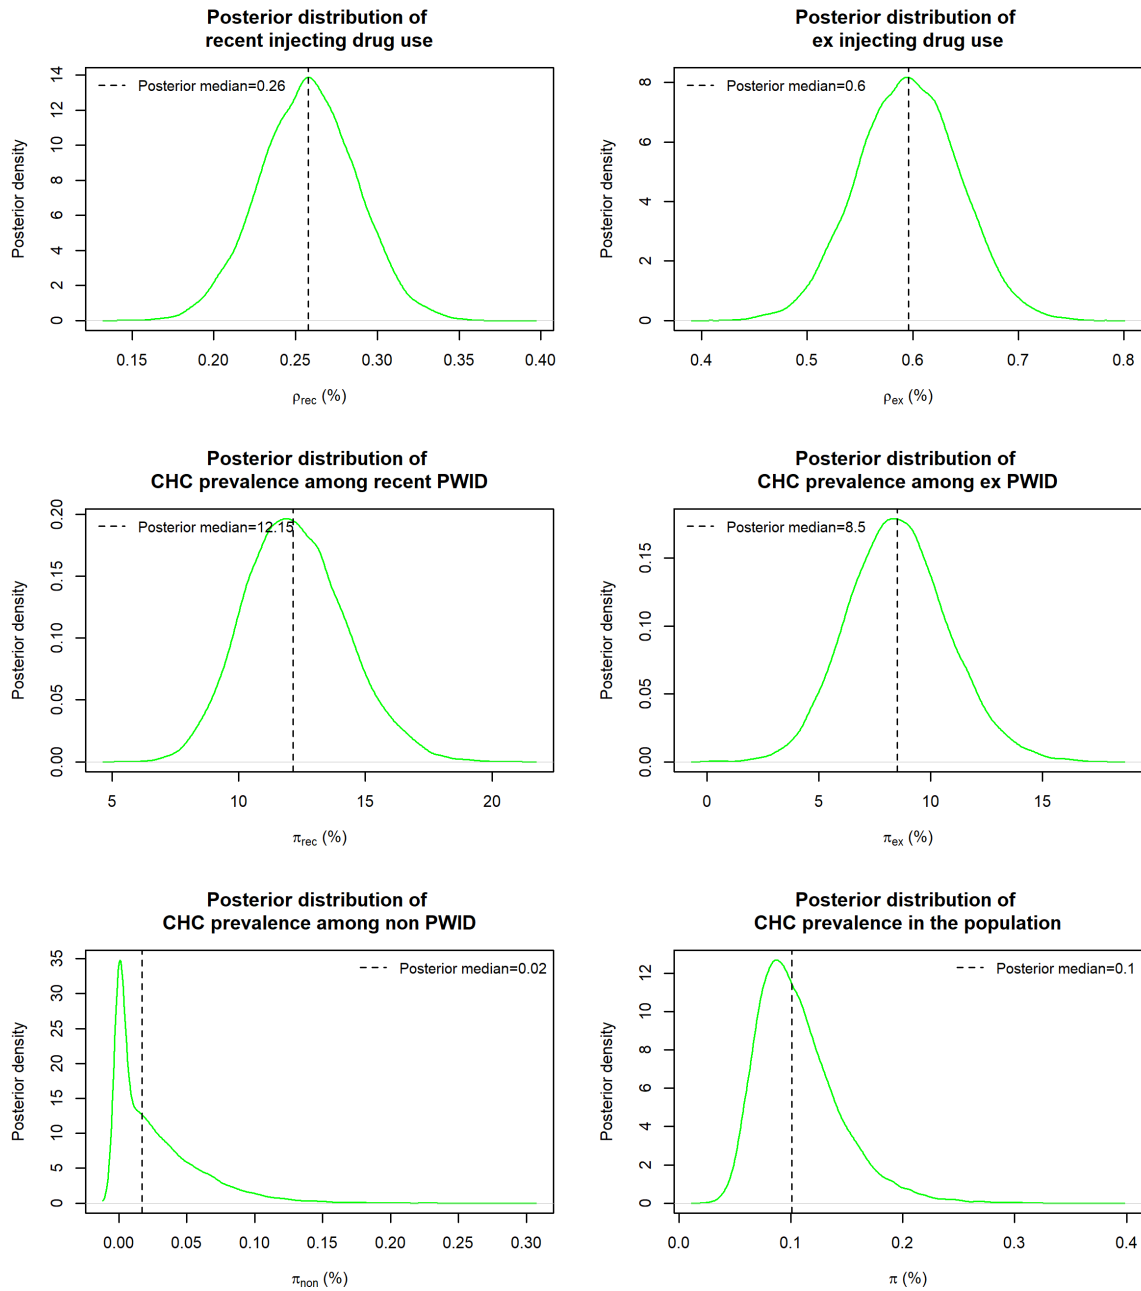 Posterior distribution of
recent injecting drug use
Posterior density
0 2 4 6 8 10 12 14
Posterior median=0.26
0.15 0.20 0.25 0.30 0.35 0.40
ρrec (%)
Posterior distribution of
ex injecting drug use
Posterior density
0 2 4 6 8
Posterior median=0.6
0.4 0.5 0.6 0.7 0.8
ρex (%)
Posterior distribution of
CHC prevalence among recent PWID
Posterior density
0.00 0.05 0.10 0.15 0.20
Posterior median=12.15
5 10 15 20
πrec (%)
Posterior distribution of
CHC prevalence among ex PWID
Posterior density
0.00 0.05 0.10 0.15
Posterior median=8.5
0 5 10 15
πex (%)
Posterior distribution of
CHC prevalence among non PWID
Posterior density
0 5 10 15 20 25 30 35
Posterior median=0.02
0.00 0.05 0.10 0.15 0.20 0.25 0.30
πnon (%)
Posterior distribution of
CHC prevalence in the population
Posterior density
0 2 4 6 8 10 12
Posterior median=0.1
0.0 0.1 0.2 0.3 0.4
π (%)